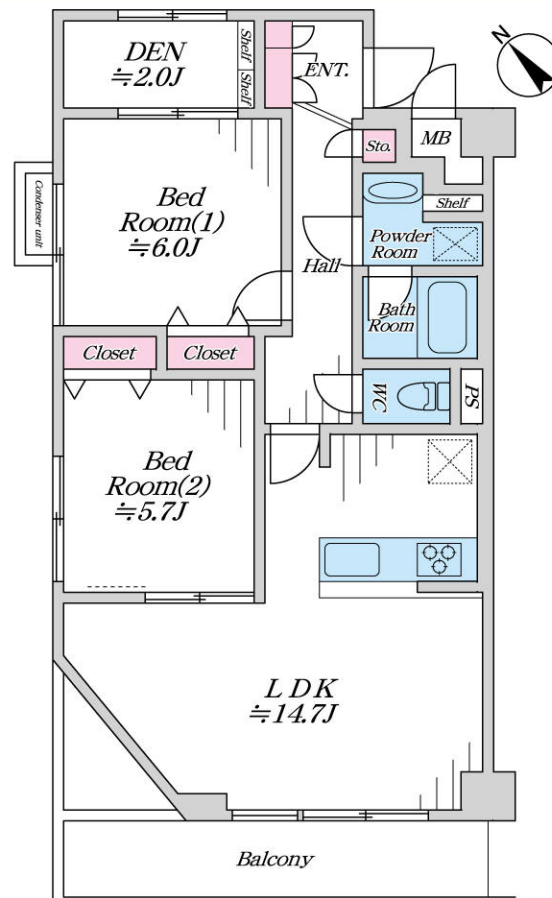 N
DEN
≒2.0J
Shelf
Shelf
ENT.
Sto.
MB
Condenser unit
Bed
Room(1)
≒6.0J
Shelf
Powder
Room
Hall
Bath
Room
Closet
Closet
WC
PS
Bed
Room(2)
≒5.7J
LDK
≒14.7J
Balcony